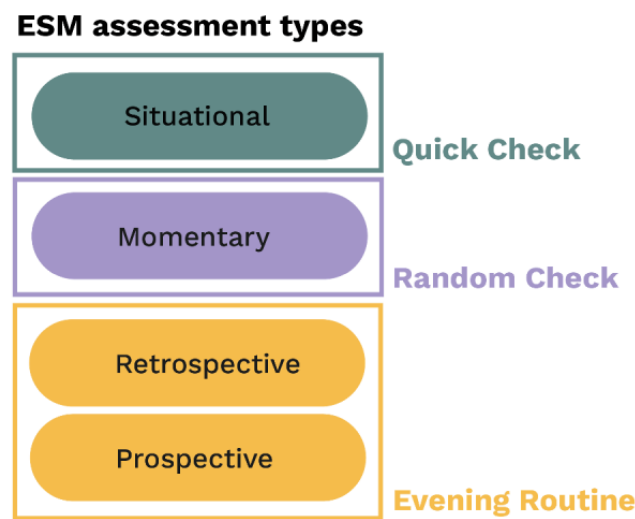 ESM assessment types
Situational
Quick Check
Momentary
Random Check
Retrospective
Prospective
Evening Routine